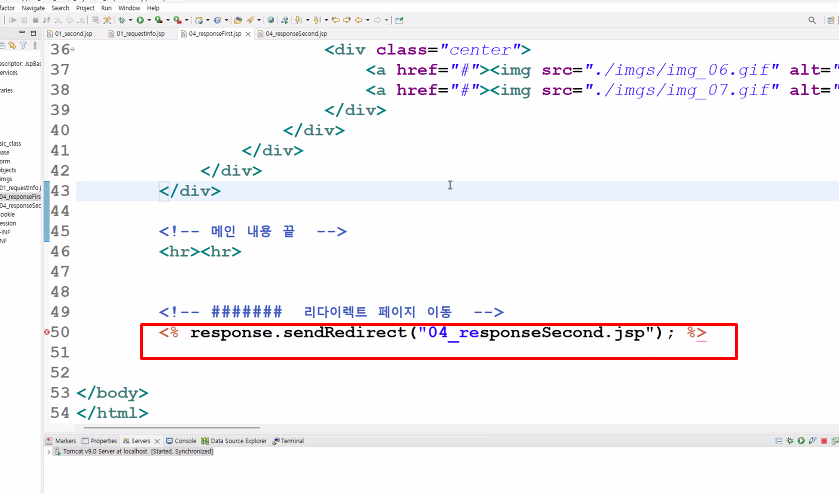 factor Navigate Search Project Run Window Help
01_second.jsp 01_requestInfo.jsp 04_responseFirst.jsp 04_responseSecond.jsp
scriptor: JspBas
ervices
raries
sic_class
ase
orm
bjects
imgs
01_requestInfo.j
04_responseFirs
04_responseSec
ookie
ession
-INF
NF
36 <div class="center">
37 <a href="#"><img src="./imgs/img_06.gif" alt="
38 <a href="#"><img src="./imgs/img_07.gif" alt="
39 </div>
40 </div>
41 </div>
42 </div>
43 </div>
44
45 <!-- 메인 내용 끝 -->
46 <hr><hr>
47
48
49 <!-- ####### 리다이렉트 페이지 이동 -->
50 <% response.sendRedirect("04_responseSecond.jsp"); %>
51
52
53 </body>
54 </html>
Markers Properties Servers Console Data Source Explorer Terminal
Tomcat v9.0 Server at localhost [Started, Synchronized]